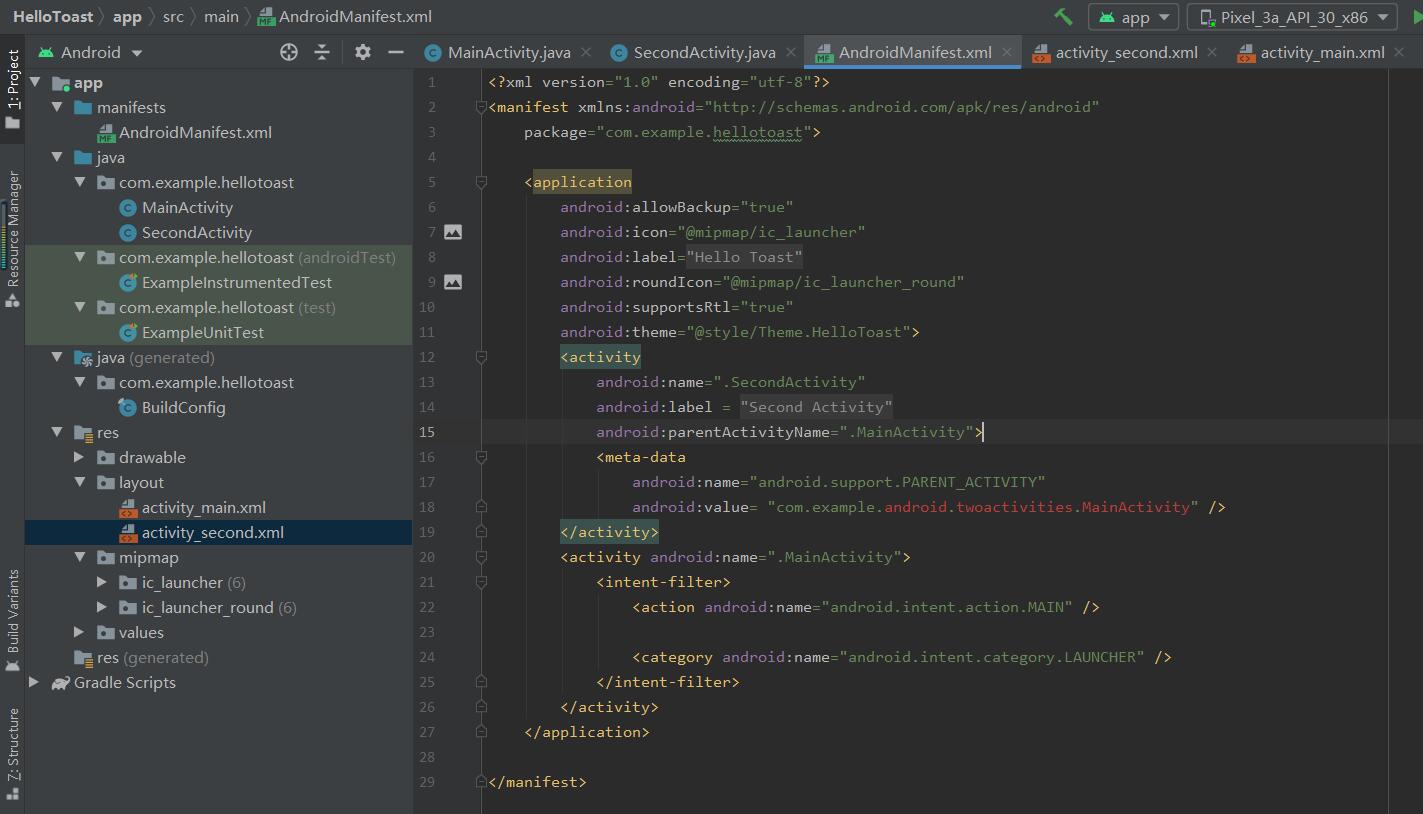 HelloToast app src main AndroidManifest.xml app Pixel_3a_API_30_x86
Android MainActivity.java SecondActivity.java AndroidManifest.xml activity_second.xml activity_main.xml
1: Project
Resource Manager
Build Variants
7: Structure
app
manifests
AndroidManifest.xml
java
com.example.hellotoast
MainActivity
SecondActivity
com.example.hellotoast (androidTest)
ExampleInstrumentedTest
com.example.hellotoast (test)
ExampleUnitTest
java (generated)
com.example.hellotoast
BuildConfig
res
drawable
layout
activity_main.xml
activity_second.xml
mipmap
ic_launcher (6)
ic_launcher_round (6)
values
res (generated)
Gradle Scripts
1 <?xml version="1.0" encoding="utf-8"?>
2 <manifest xmlns:android="http://schemas.android.com/apk/res/android"
3 package="com.example.hellotoast">
4
5 <application
6 android:allowBackup="true"
7 android:icon="@mipmap/ic_launcher"
8 android:label="Hello Toast"
9 android:roundIcon="@mipmap/ic_launcher_round"
10 android:supportsRtl="true"
11 android:theme="@style/Theme.HelloToast">
12 <activity
13 android:name=".SecondActivity"
14 android:label = "Second Activity"
15 android:parentActivityName=".MainActivity">
16 <meta-data
17 android:name="android.support.PARENT_ACTIVITY"
18 android:value= "com.example.android.twoactivities.MainActivity" />
19 </activity>
20 <activity android:name=".MainActivity">
21 <intent-filter>
22 <action android:name="android.intent.action.MAIN" />
23
24 <category android:name="android.intent.category.LAUNCHER" />
25 </intent-filter>
26 </activity>
27 </application>
28
29 </manifest>